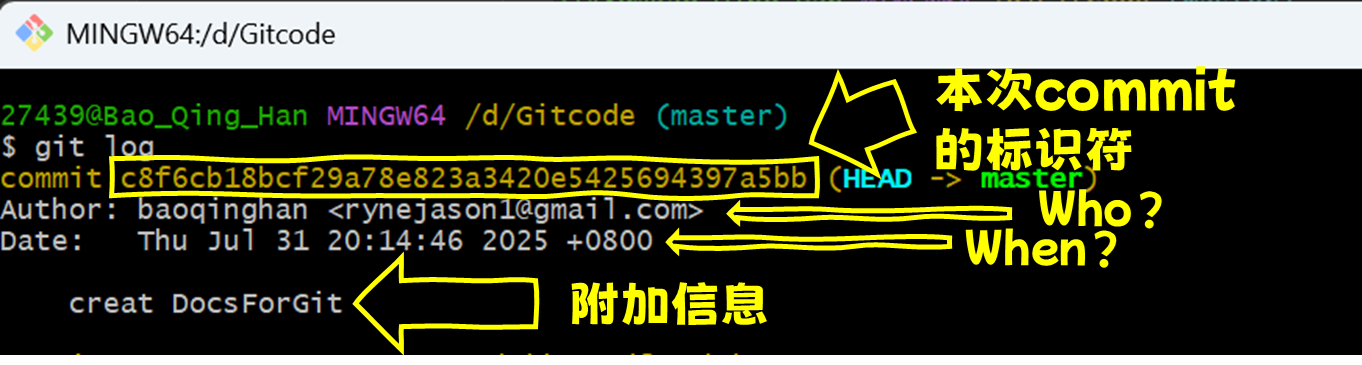 MINGW64:/d/Gitcode
27439@Bao_Qing_Han MINGW64 /d/Gitcode (master)
$ git log
commit c8f6cb18bcf29a78e823a3420e5425694397a5bb (HEAD -> master)
本次commit
的标识符
Author: baoqinghan <rynejason1@gmail.com>
Who？
Date:   Thu Jul 31 20:14:46 2025 +0800
When？
creat DocsForGit
附加信息